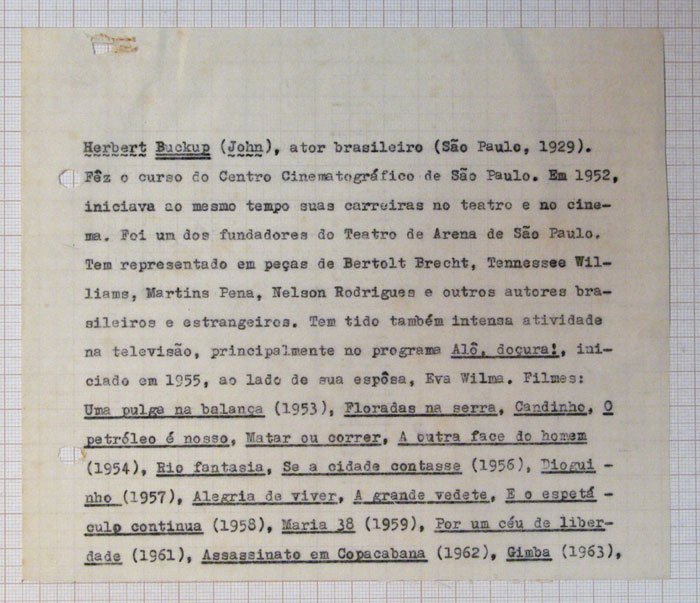 Herbert Buckup (John), ator brasileiro (São Paulo, 1929).
Fêz o curso do Centro Cinematográfico de São Paulo. Em 1952,
iniciava ao mesmo tempo suas carreiras no teatro e no cine-
ma. Foi um dos fundadores do Teatro de Arena de São Paulo.
Tem representado em peças de Bertolt Brecht, Tennessee Wil-
liams, Martins Pena, Nelson Rodrigues e outros autores bra-
sileiros e estrangeiros. Tem tido também intensa atividade
na televisão, principalmente no programa Alô, doçura!, ini-
ciado em 1955, ao lado de sua espôsa, Eva Wilma. Filmes:
Uma pulga na balança (1953), Floradas na serra, Candinho, O
petróleo é nosso, Matar ou correr, A outra face do homem
(1954), Rio fantasia, Se a cidade contasse (1956), Diogui -
nho (1957), Alegria de viver, A grande vedete, E o espetá -
culo continua (1958), Maria 38 (1959), Por um céu de liber-
dade (1961), Assassinato em Copacabana (1962), Gimba (1963),